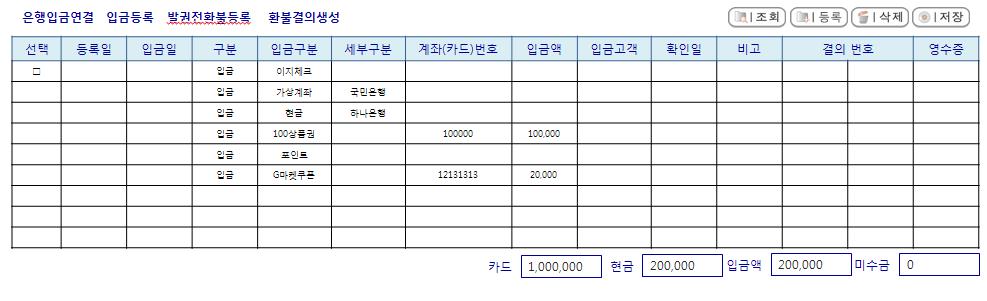 은행입금연결 입금등록 발권전화불등록 환불결의생성 조회 등록 삭제 저장
선택 등록일 입금일 구분 입금구분 세부구분 계좌(카드)번호 입금액 입금고객 확인일 비고 결의 번호 영수증
□ 입금 이지체크
입금 가상계좌 국민은행
입금 현금 하나은행
입금 100상품권 100000 100,000
입금 포인트
입금 G마켓쿠폰 12131313 20,000
카드 1,000,000 현금 200,000 입금액 200,000 미수금 0